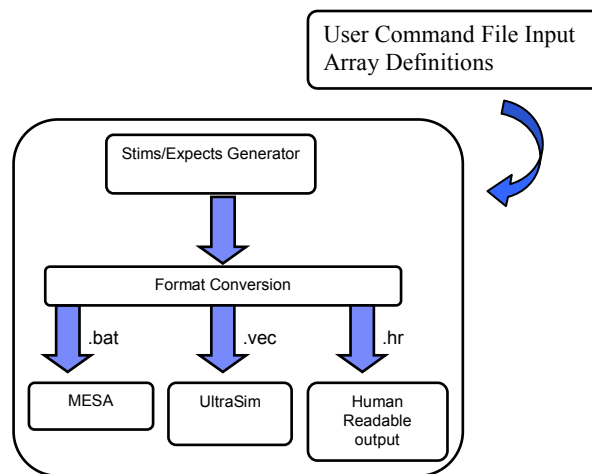 User Command File Input
Array Definitions
Stims/Expects Generator
Format Conversion
.bat
.vec
.hr
MESA
UltraSim
Human
Readable
output